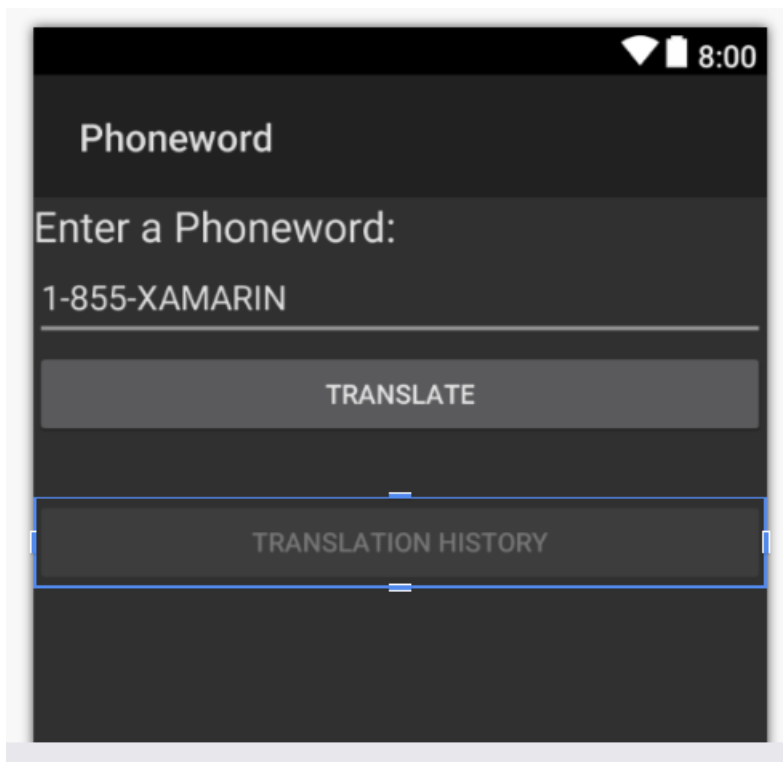 8:00
Phoneword
Enter a Phoneword:
1-855-XAMARIN
TRANSLATE
TRANSLATION HISTORY